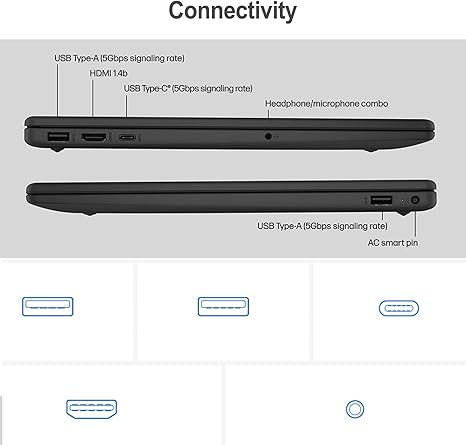 Connectivity
USB Type-A (5Gbps signaling rate)
HDMI 1.4b
USB Type-C® (5Gbps signaling rate)
Headphone/microphone combo
USB Type-A (5Gbps signaling rate)
AC smart pin